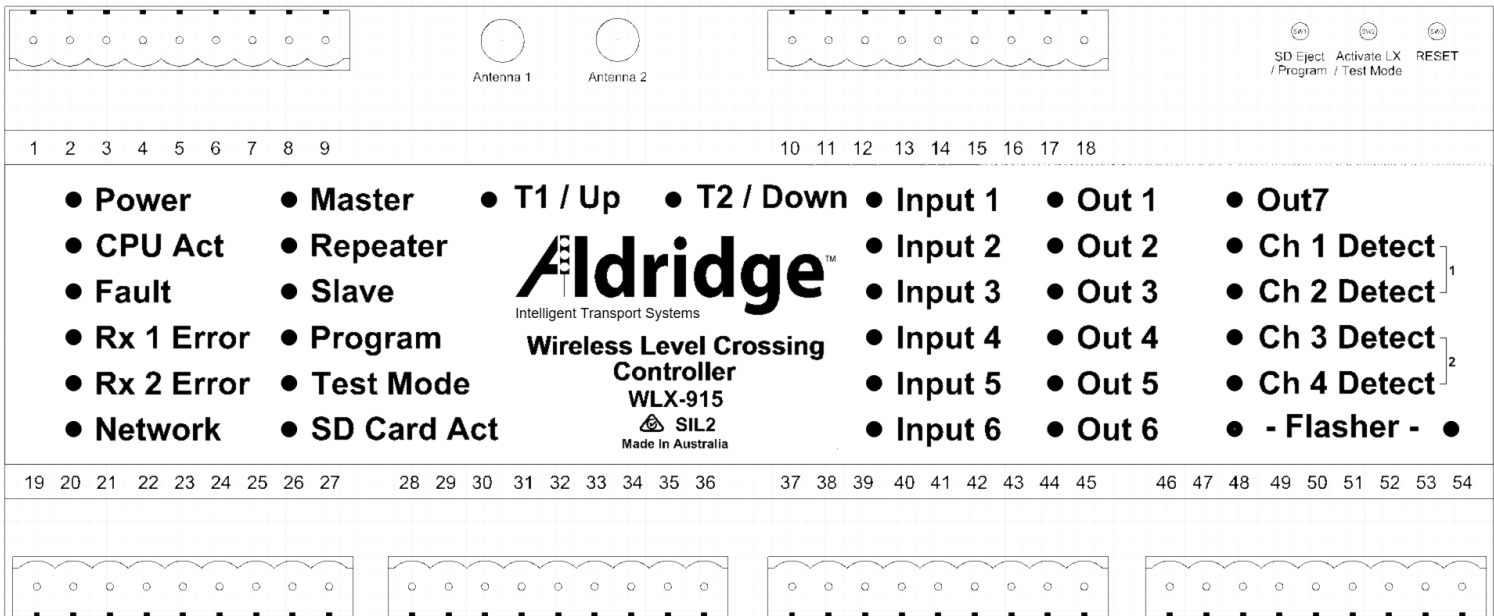 SW1 SW2 SW3
Antenna 1 Antenna 2
SD Eject / Program Activate LX / Test Mode RESET
1 2 3 4 5 6 7 8 9 10 11 12 13 14 15 16 17 18
Power Master T1 / Up T2 / Down Input 1 Out 1 Out7
CPU Act Repeater Input 2 Out 2 Ch 1 Detect
Aldridge™
1
Fault Slave Input 3 Out 3 Ch 2 Detect
Intelligent Transport Systems
Rx 1 Error Program Input 4 Out 4 Ch 3 Detect
Wireless Level Crossing
Controller
2
Rx 2 Error Test Mode Input 5 Out 5 Ch 4 Detect
WLX-915
SIL2
Network SD Card Act Input 6 Out 6 - Flasher -
Made In Australia
19 20 21 22 23 24 25 26 27 28 29 30 31 32 33 34 35 36 37 38 39 40 41 42 43 44 45 46 47 48 49 50 51 52 53 54